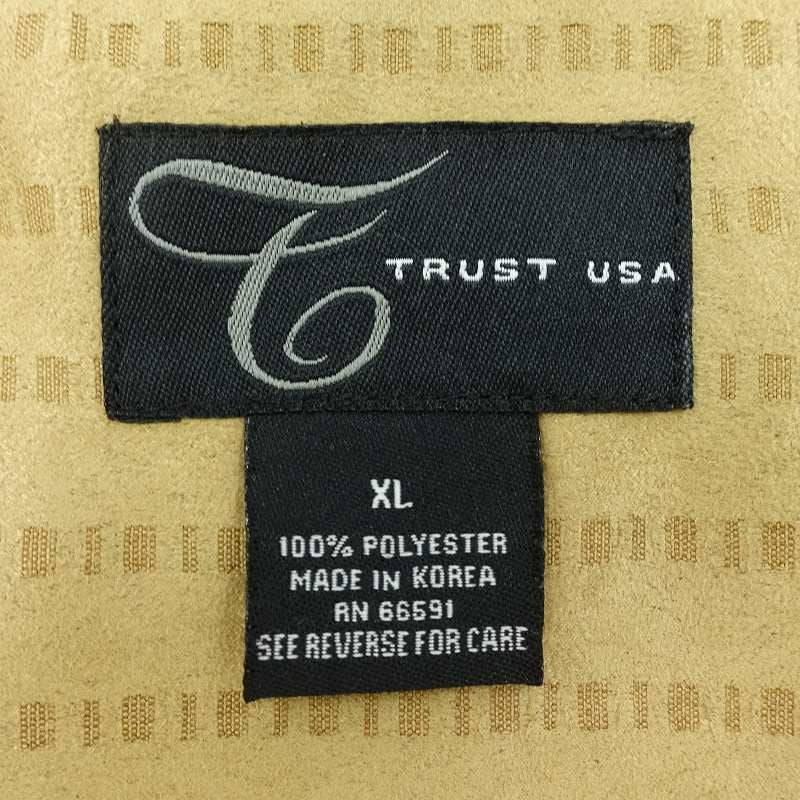 T
TRUST USA
XL
100% POLYESTER
MADE IN KOREA
RN 66591
SEE REVERSE FOR CARE